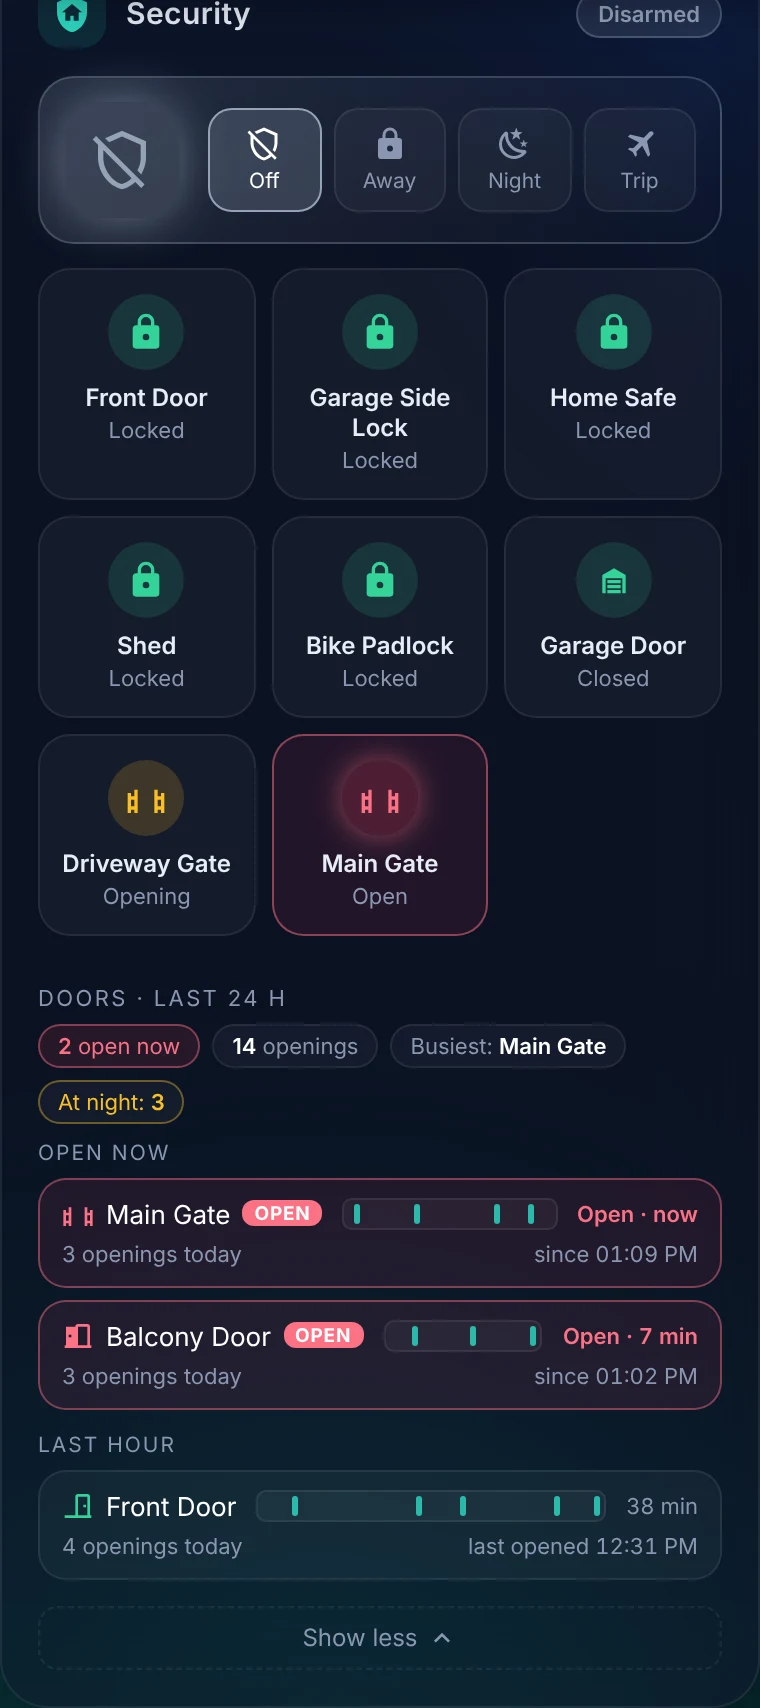 Security
Disarmed
Off
Away
Night
Trip
Front Door
Locked
Garage Side
Lock
Locked
Home Safe
Locked
Shed
Locked
Bike Padlock
Locked
Garage Door
Closed
Driveway Gate
Opening
Main Gate
Open
DOORS · LAST 24 H
2 open now
14 openings
Busiest: Main Gate
At night: 3
OPEN NOW
Main Gate OPEN Open · now
3 openings today since 01:09 PM
Balcony Door OPEN Open · 7 min
3 openings today since 01:02 PM
LAST HOUR
Front Door 38 min
4 openings today last opened 12:31 PM
Show less